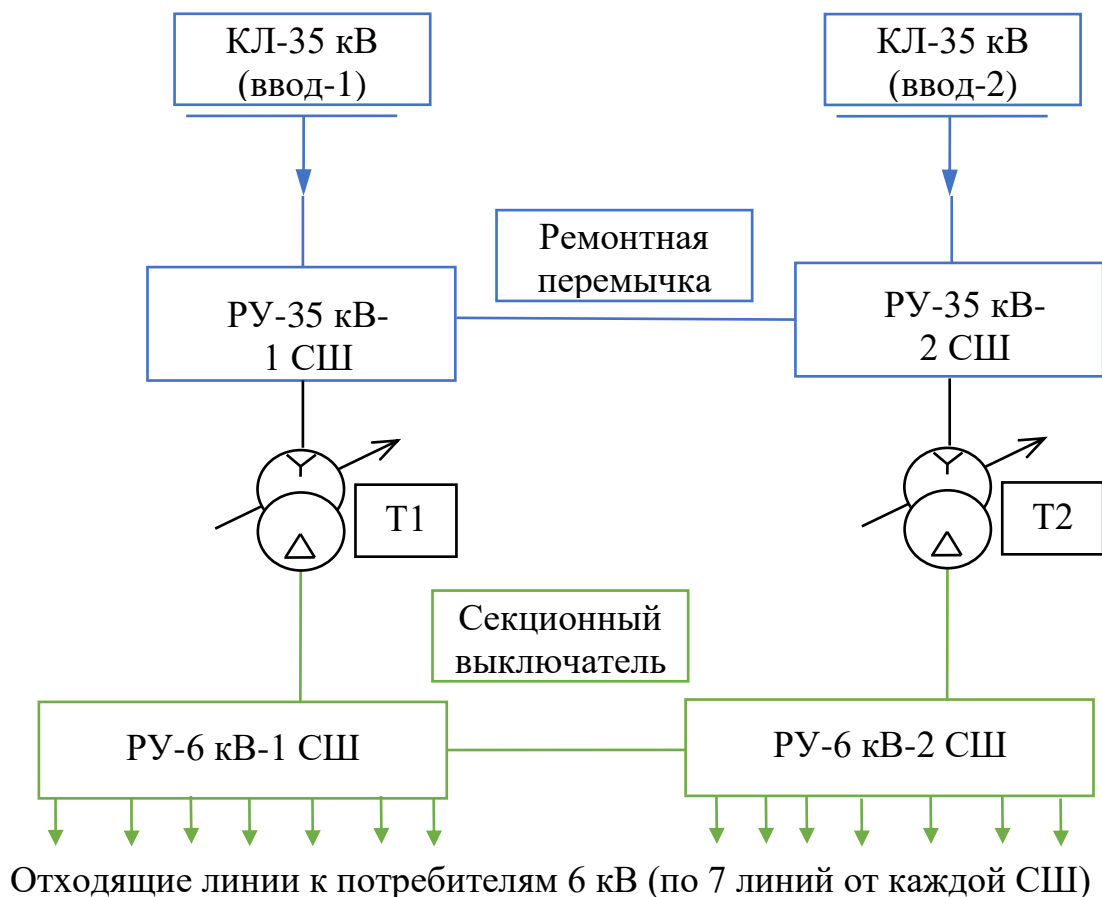 КЛ-35 кВ
(ввод-1)
КЛ-35 кВ
(ввод-2)
Ремонтная
перемычка
РУ-35 кВ-
1 СШ
РУ-35 кВ-
2 СШ
Т1
Т2
Секционный
выключатель
РУ-6 кВ-1 СШ
РУ-6 кВ-2 СШ
Отходящие линии к потребителям 6 кВ (по 7 линий от каждой СШ)